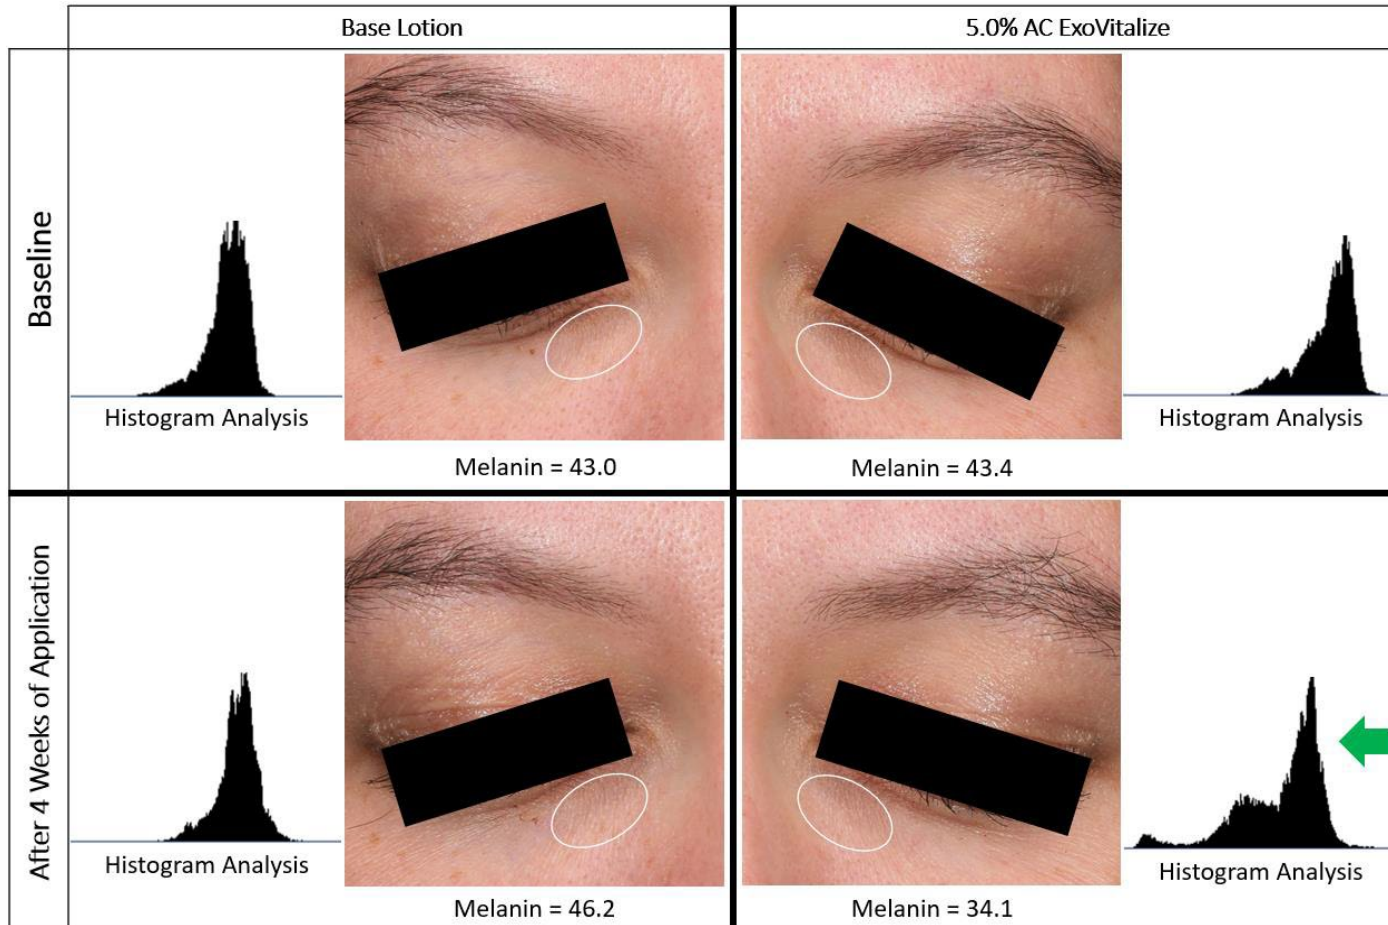 Base Lotion
5.0% AC ExoVitalize
Baseline
Histogram Analysis
Histogram Analysis
Melanin = 43.0
Melanin = 43.4
After 4 Weeks of Application
Histogram Analysis
Histogram Analysis
Melanin = 46.2
Melanin = 34.1